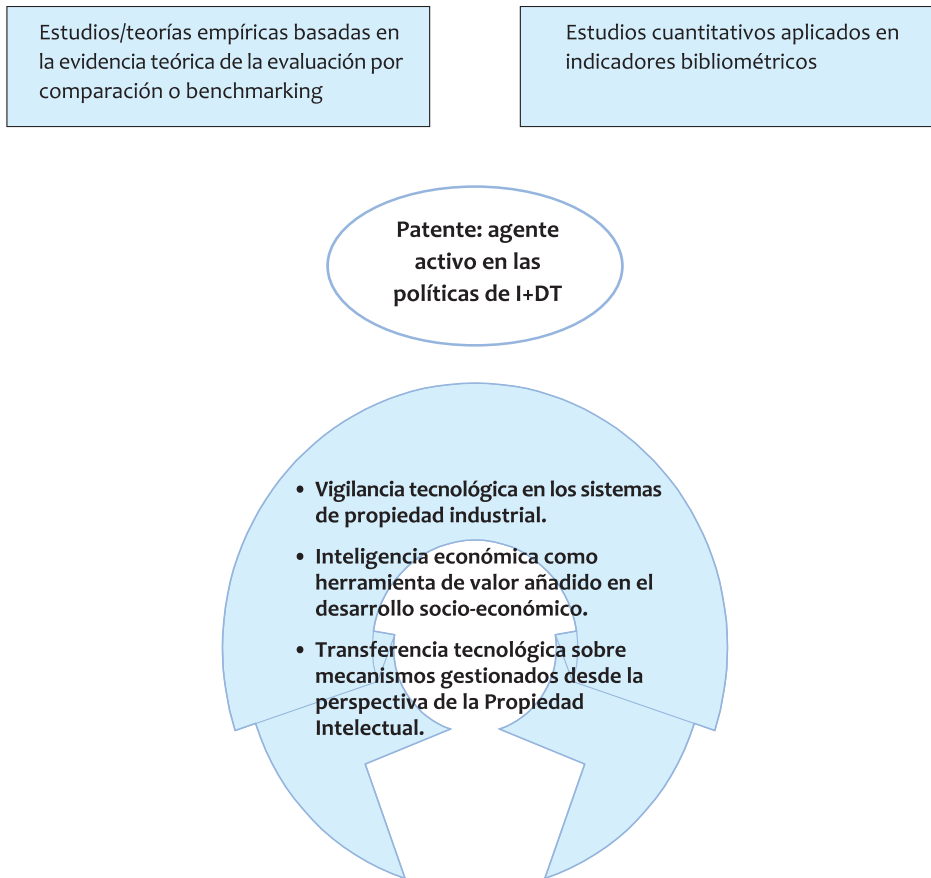 Estudios/teorías empíricas basadas en
la evidencia teórica de la evaluación por
comparación o benchmarking
Estudios cuantitativos aplicados en
indicadores bibliométricos
Patente: agente
activo en las
políticas de I+DT
• Vigilancia tecnológica en los sistemas
de propiedad industrial.
• Inteligencia económica como
herramienta de valor añadido en el
desarrollo socio-económico.
• Transferencia tecnológica sobre
mecanismos gestionados desde la
perspectiva de la Propiedad
Intelectual.